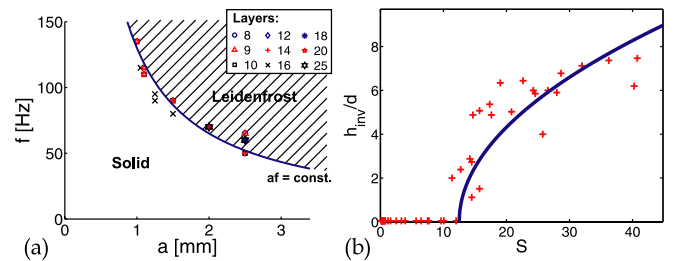 150
100
50
0
f [Hz]
Layers:
8 12 18
9 14 20
10 16 25
Leidenfrost
Solid
af = const.
0 1 2 3
a [mm]
(a)
8
6
4
2
0
h_inv/d
0 10 20 30 40
S
(b)